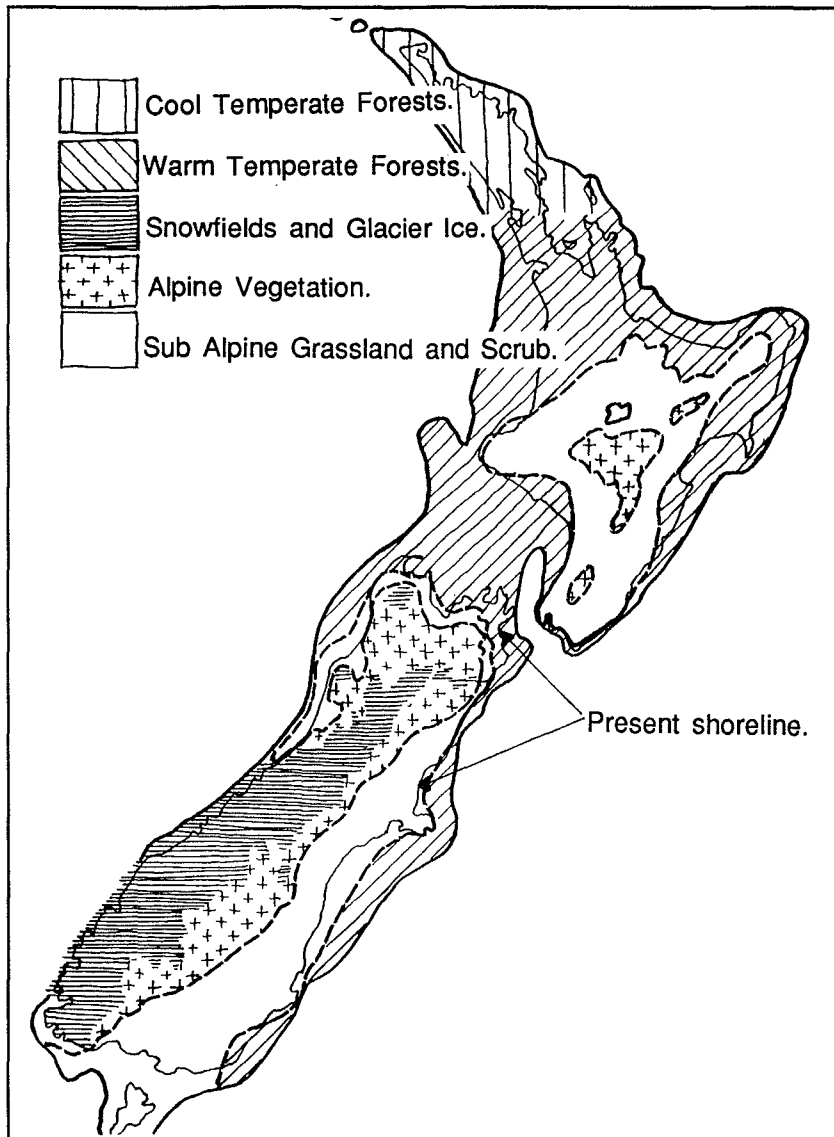 Cool Temperate Forests.
Warm Temperate Forests.
Snowfields and Glacier Ice.
Alpine Vegetation.
Sub Alpine Grassland and Scrub.
Present shoreline.